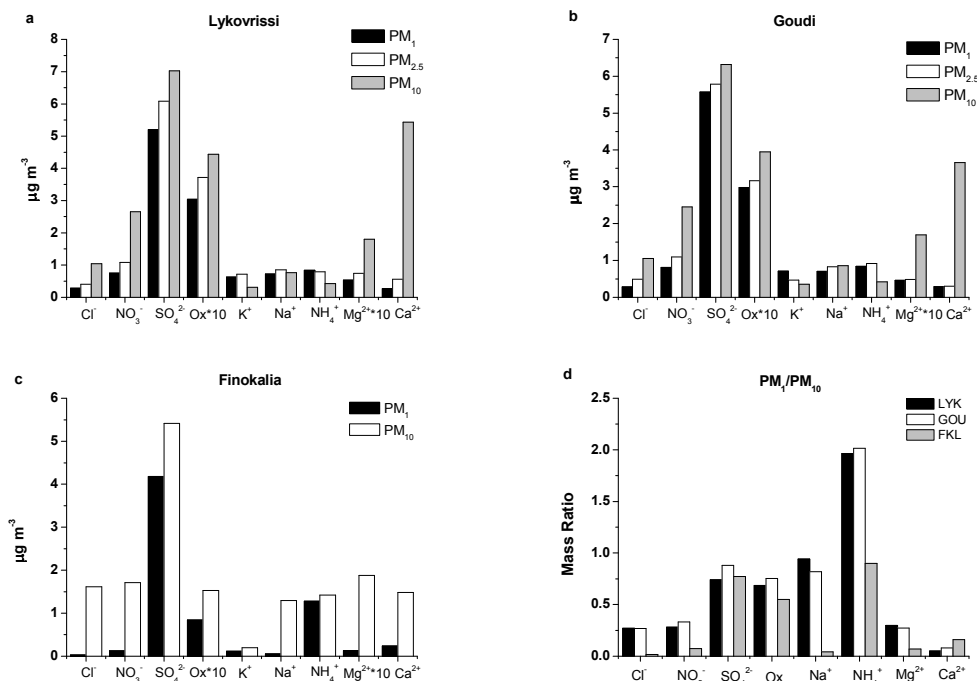 a
Lykovrissi
PM₁
PM₂.₅
PM₁₀
8
7
6
5
4
3
2
1
0
µg m⁻³
Cl⁻ NO₃⁻ SO₄²⁻ Ox*10 K⁺ Na⁺ NH₄⁺ Mg²⁺*10 Ca²⁺
b
Goudi
PM₁
PM₂.₅
PM₁₀
7
6
5
4
3
2
1
0
µg m⁻³
Cl⁻ NO₃⁻ SO₄²⁻ Ox*10 K⁺ Na⁺ NH₄⁺ Mg²⁺*10 Ca²⁺
c
Finokalia
PM₁
PM₁₀
6
5
4
3
2
1
0
µg m⁻³
Cl⁻ NO₃⁻ SO₄²⁻ Ox*10 K⁺ Na⁺ NH₄⁺ Mg²⁺*10 Ca²⁺
d
PM₁/PM₁₀
LYK
GOU
FKL
2.5
2.0
1.5
1.0
0.5
0.0
Mass Ratio
Cl⁻ NO₃⁻ SO₄²⁻ Ox K⁺ Na⁺ NH₄⁺ Mg²⁺ Ca²⁺